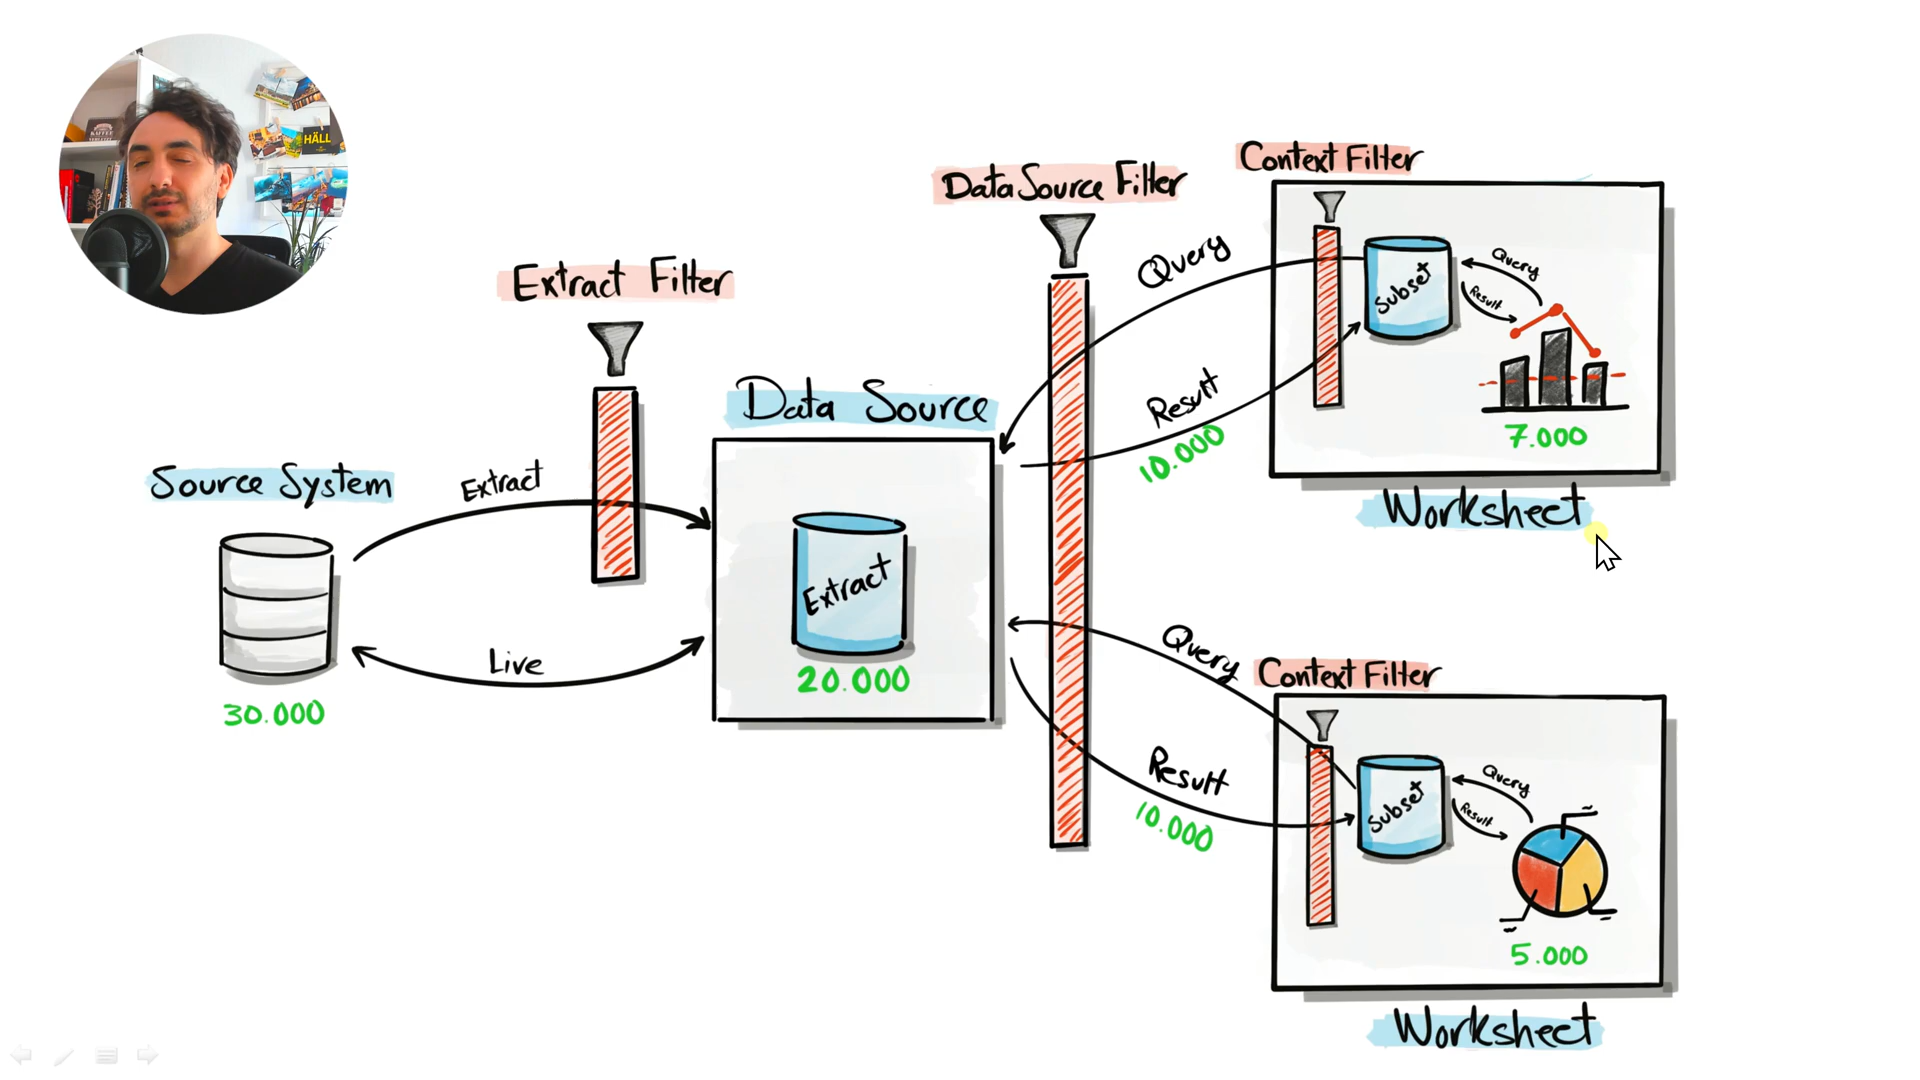 HÄLL
KAFFEE
Extract Filter
Data Source Filter
Context Filter
Query
Subset
Query
Result
Result
10.000
7.000
Worksheet
Data Source
Source System
Extract
Extract
Live
20.000
30.000
Query
Context Filter
Result
10.000
Subset
Query
Result
5.000
Worksheet